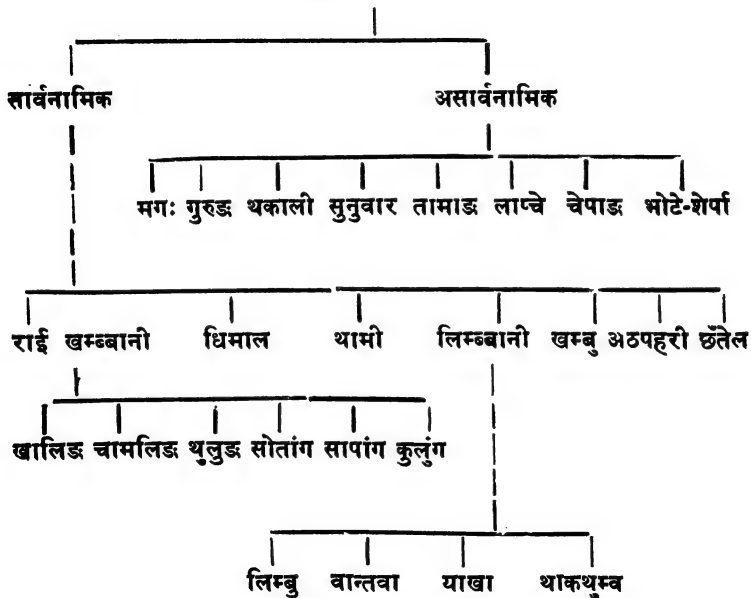 सार्वनामिक असार्वनामिक
मगः गुरुङ थकाली सुनुवार तामाङ लाप्चे चेपाङ भोटे-शेर्पा
राई खम्ब्बानी धिमाल थामी लिम्ब्बानी खम्बु अठपहरी छँतेल
खालिङ चामलिङ थुलुङ सोतांग सापांग कुलुंग
लिम्बु वान्तवा याखा थाकथुम्व